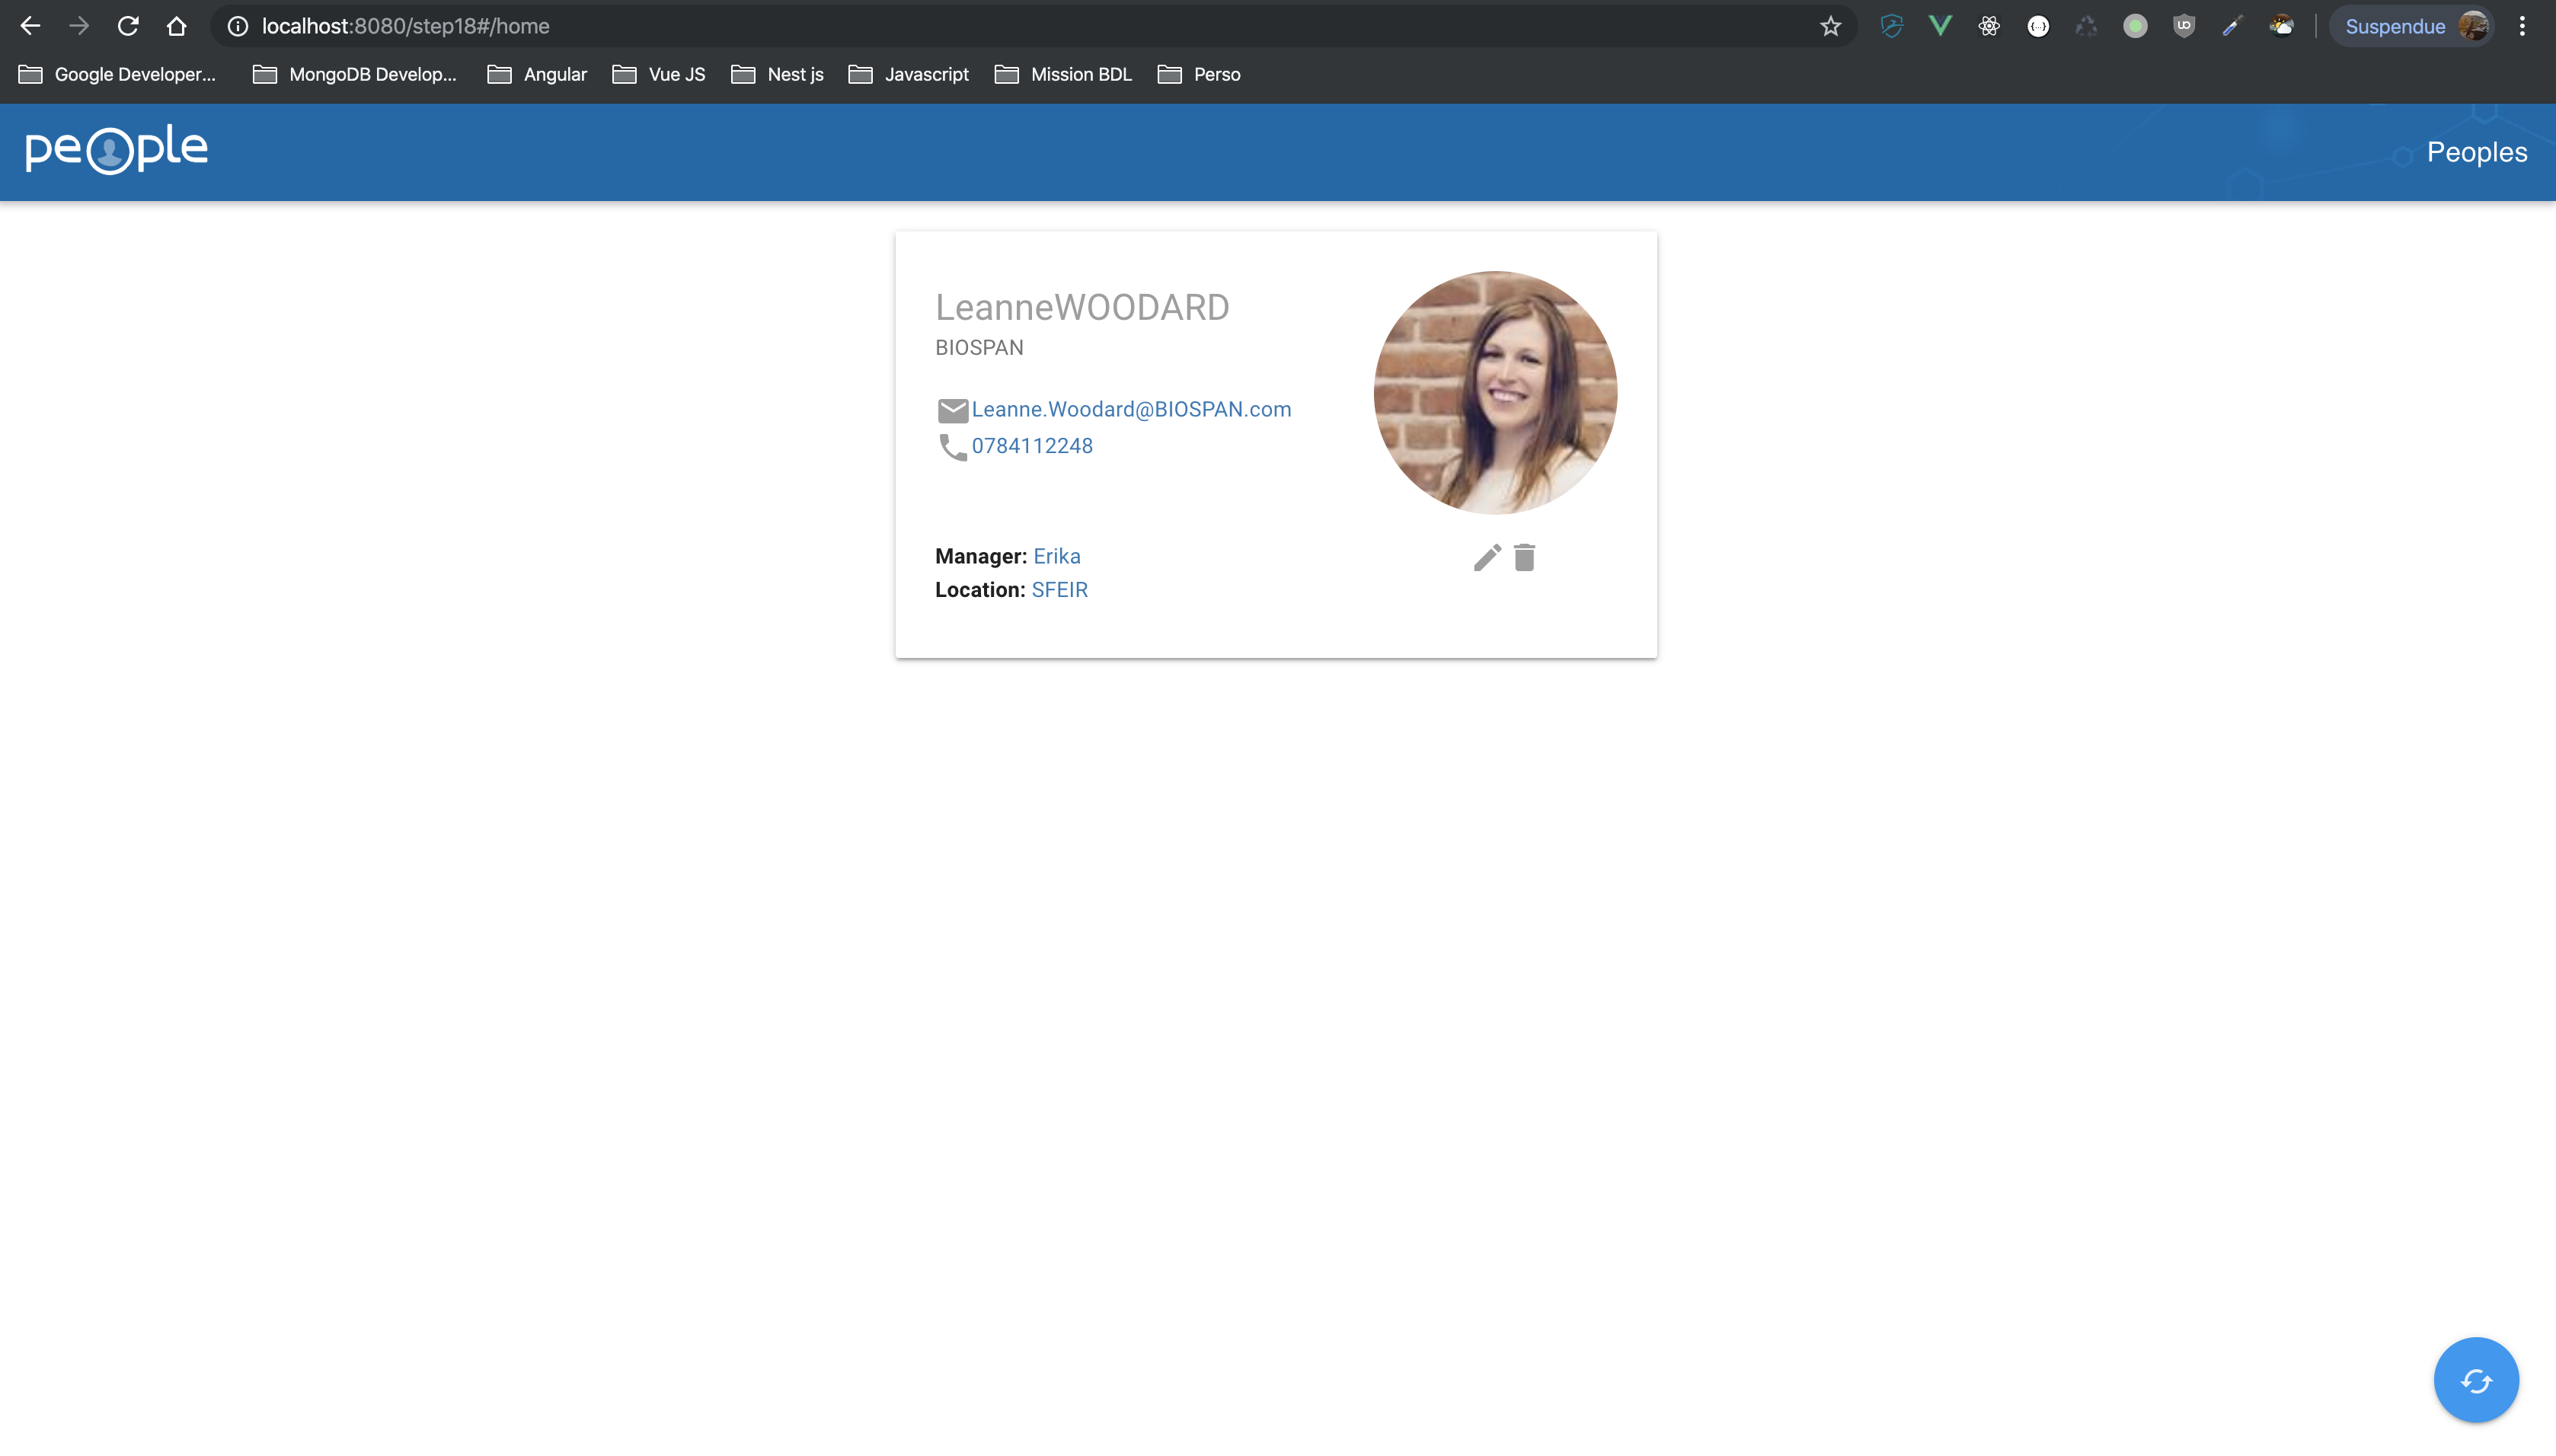 localhost:8080/step18#/home
Suspendue
Google Developer...
MongoDB Develop...
Angular
Vue JS
Nest js
Javascript
Mission BDL
Perso
people
Peoples
LeanneWOODARD
BIOSPAN
Leanne.Woodard@BIOSPAN.com
0784112248
Manager: Erika
Location: SFEIR